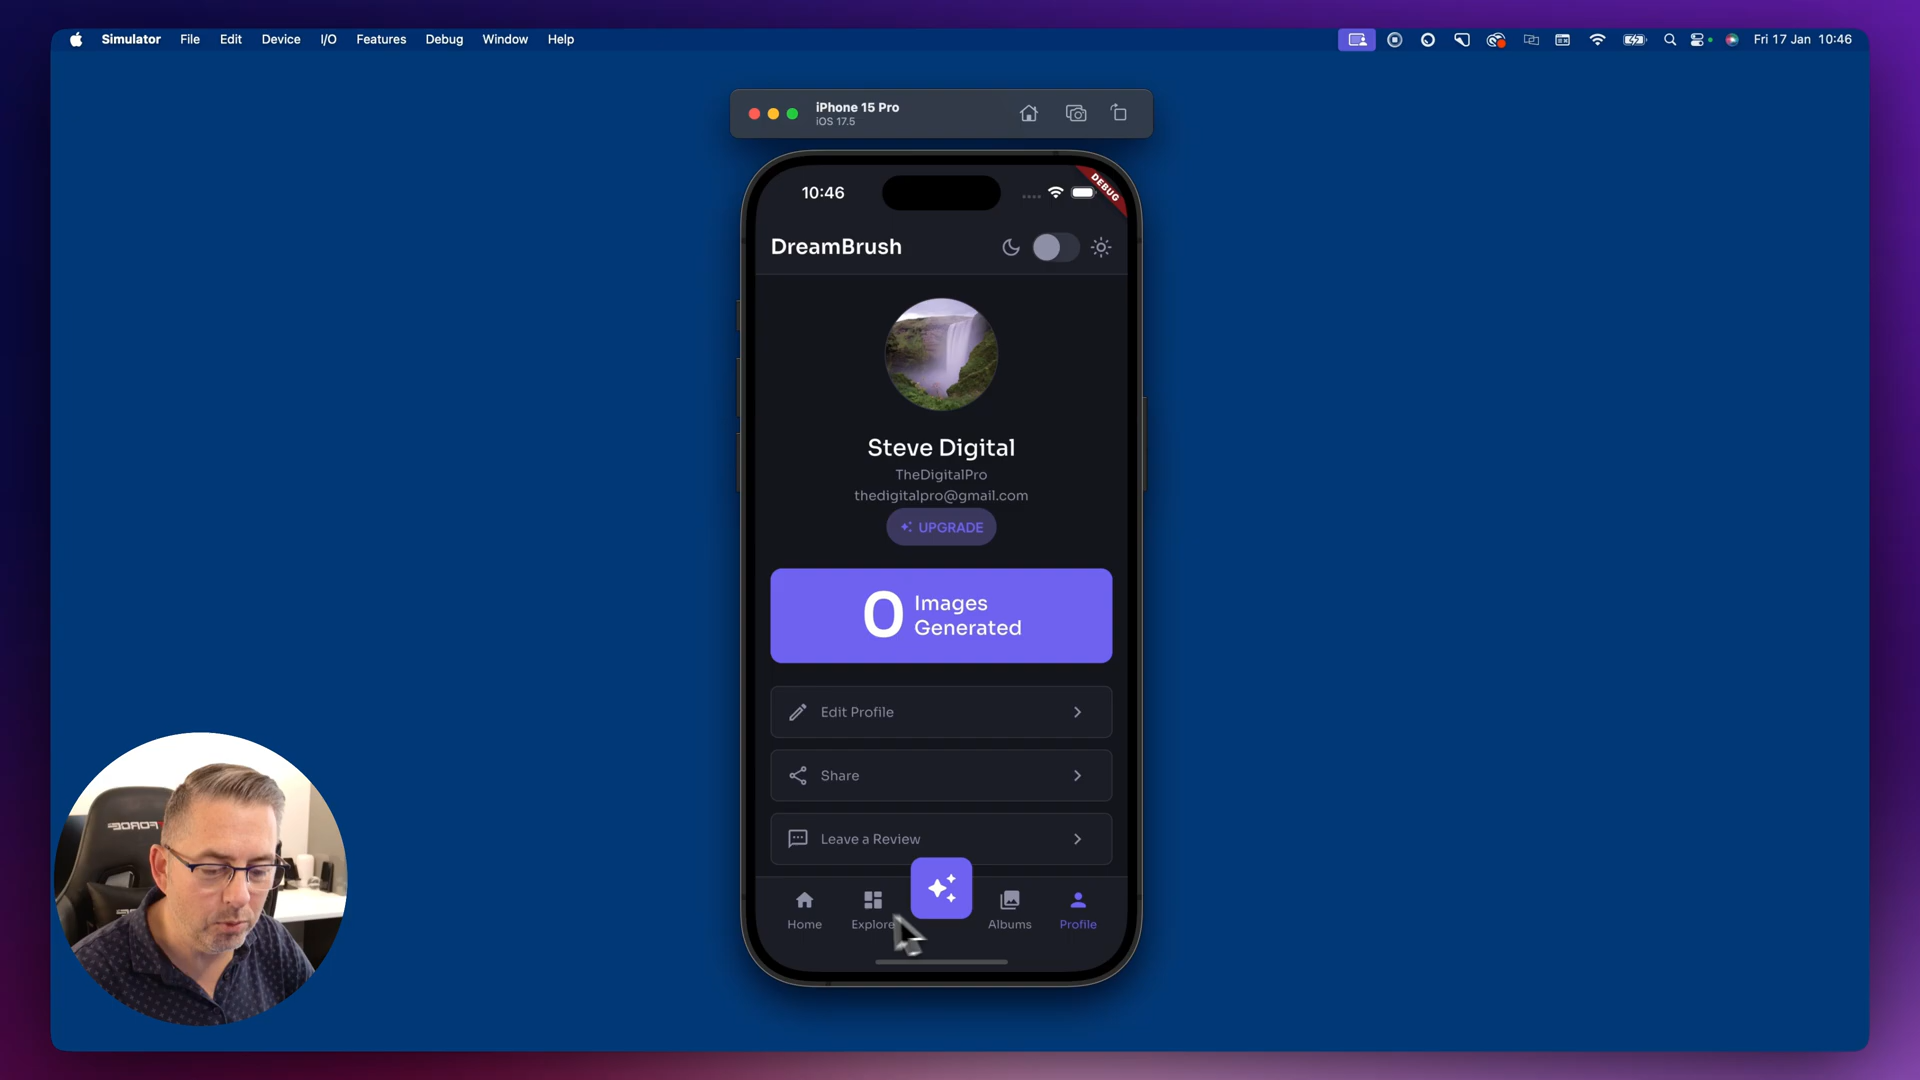 Simulator File Edit Device I/O Features Debug Window Help
Fri 17 Jan 10:46
iPhone 15 Pro
iOS 17.5
10:46
DEBUG
DreamBrush
Steve Digital
TheDigitalPro
thedigitalpro@gmail.com
UPGRADE
0 Images
Generated
Edit Profile
Share
Leave a Review
Home Explore Albums Profile